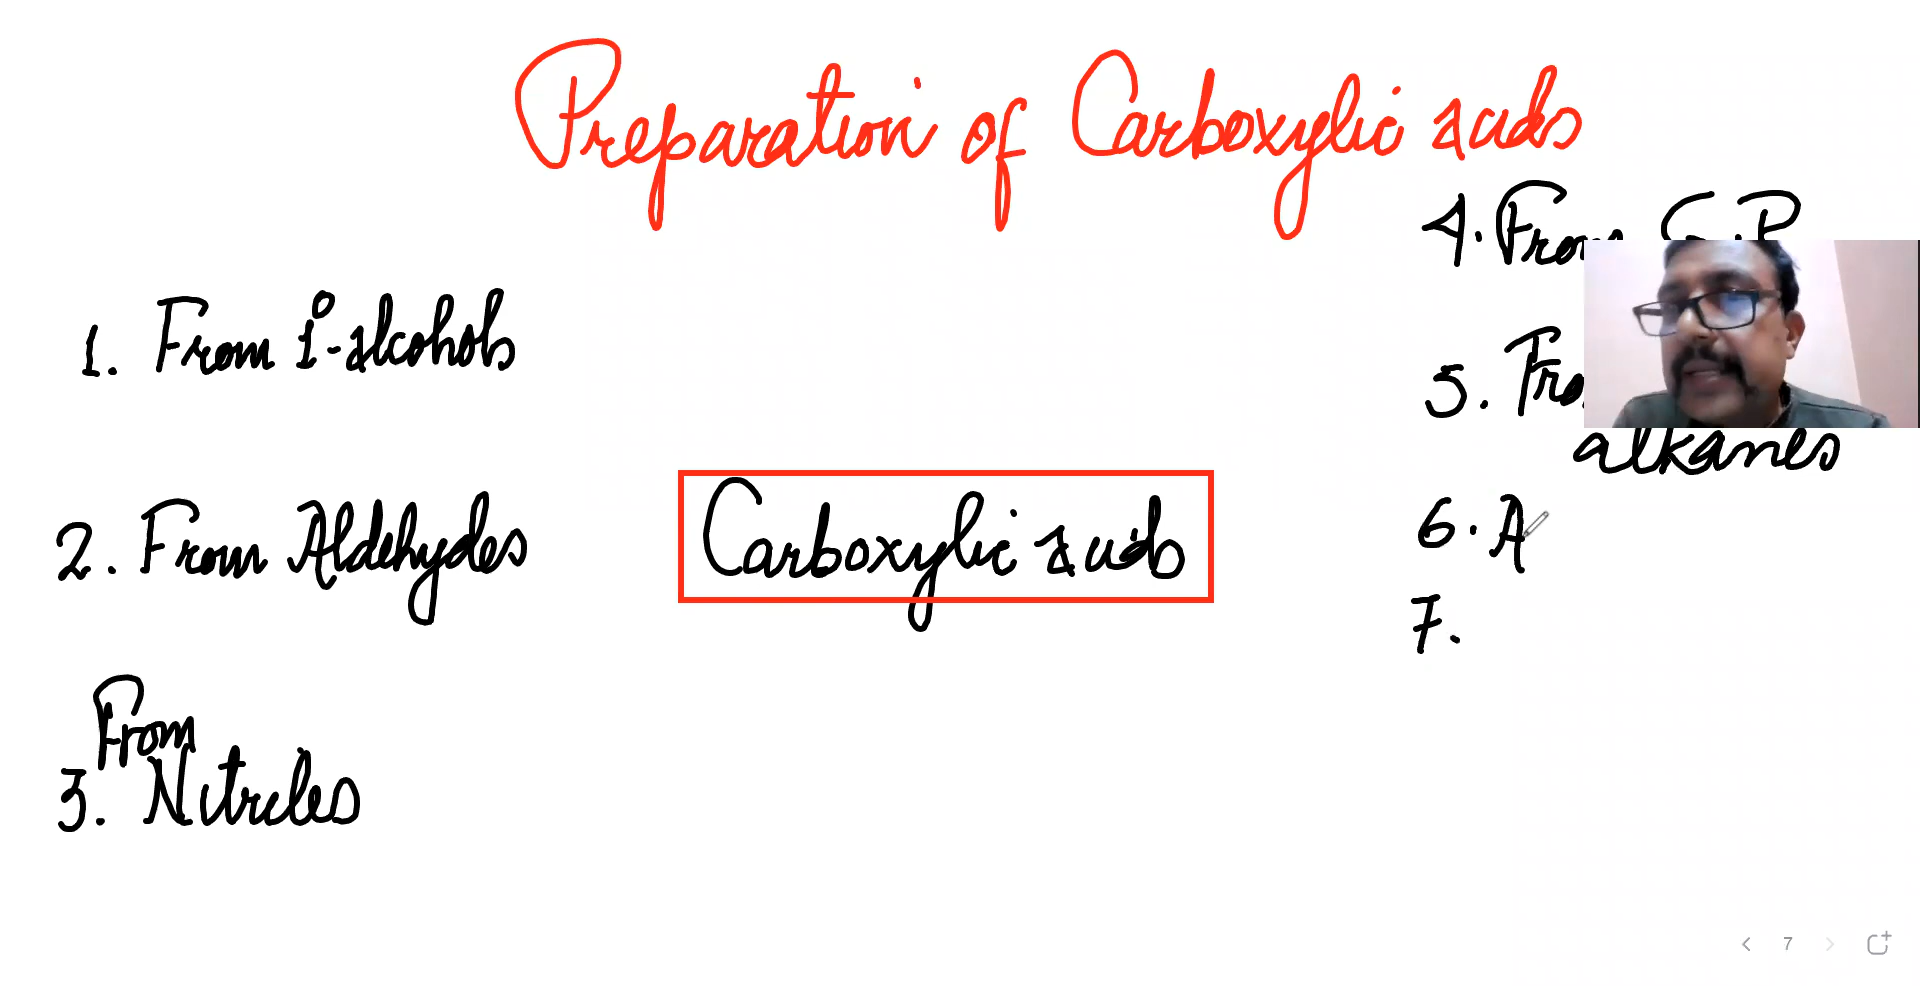 Preparation of Carboxylic acids
1. From 1°-alcohols
2. From Aldehydes
From
3. Nitriles
Carboxylic acids
4. From G.R
5.
alkanes
6. A
7.
7